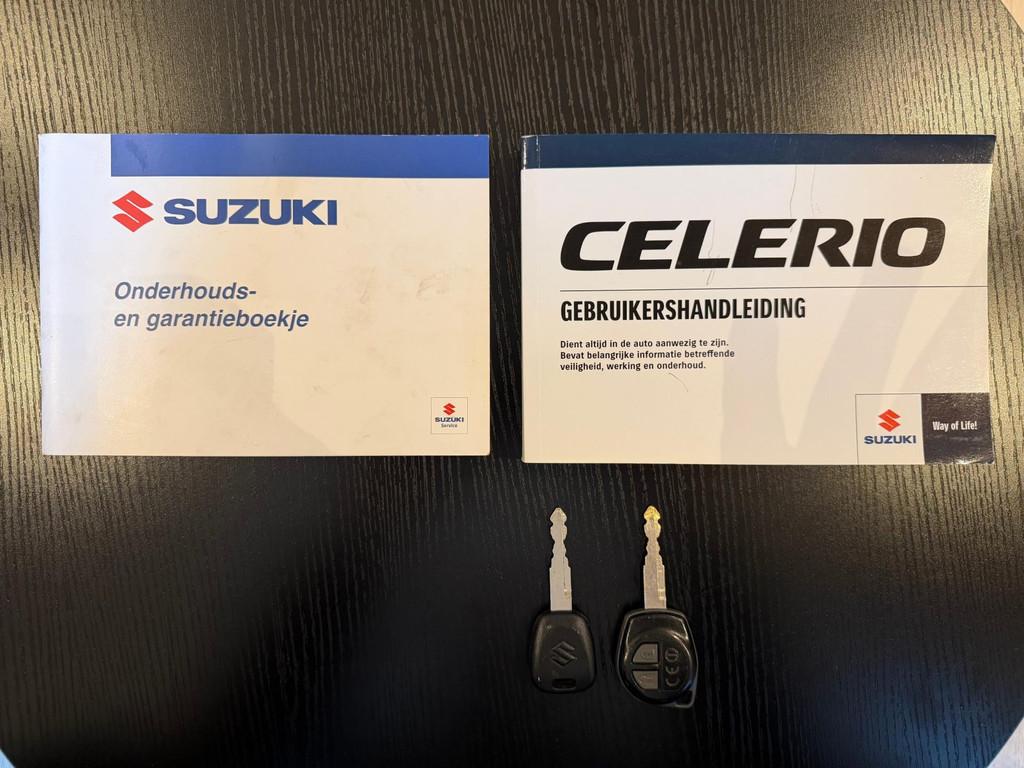 SUZUKI
Onderhouds-
en garantieboekje
SUZUKI
Service
CELERIO
GEBRUIKERSHANDLEIDING
Dient altijd in de auto aanwezig te zijn.
Bevat belangrijke informatie betreffende
veiligheid, werking en onderhoud.
SUZUKI
Way of Life!
CE